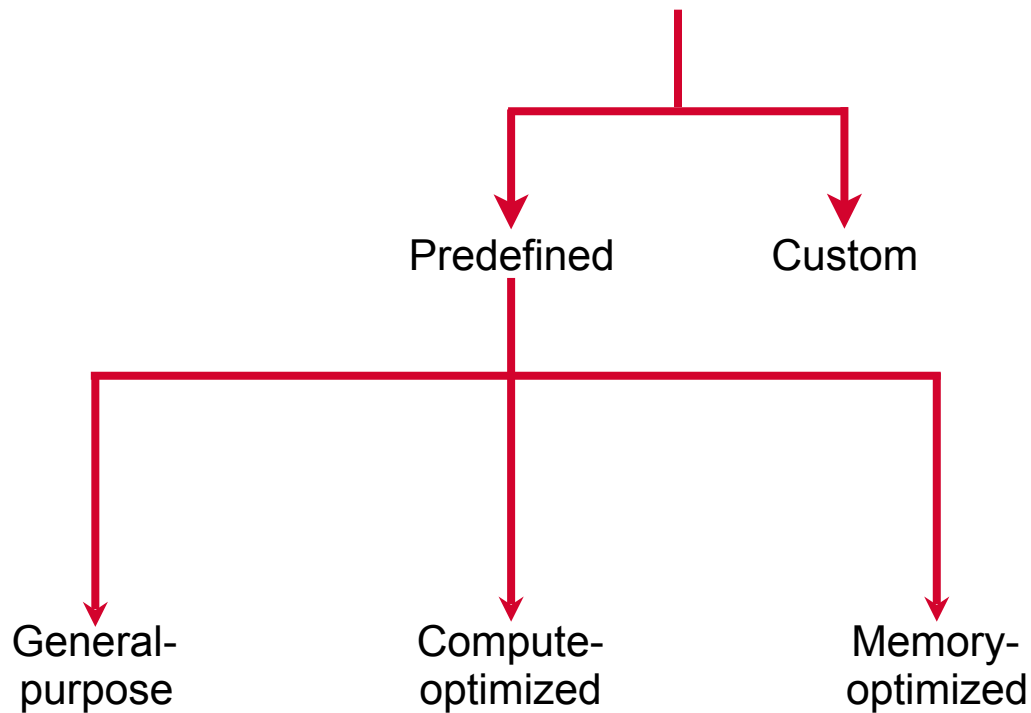 Predefined
Custom
General-
purpose
Compute-
optimized
Memory-
optimized